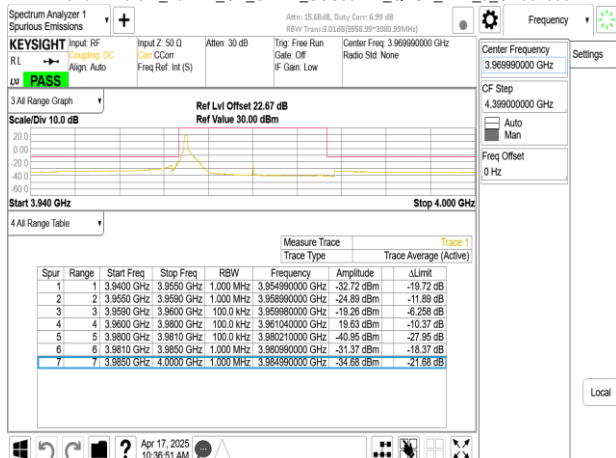 Spectrum Analyzer 1
Spurious Emissions
Attn: 15.68dB, Duty Corr: 6.99 dB
RBW Trans:3.01dB(3958.99~3980.99MHz)
Frequency
KEYSIGHT
Input: RF
Coupling: DC
Align: Auto
Input Z: 50 Ω
Corr CCorr
Freq Ref: Int (S)
Atten: 30 dB
Trig: Free Run
Gate: Off
IF Gain: Low
Center Freq: 3.969990000 GHz
Radio Std: None
RL
LXI
PASS
Center Frequency
3.969990000 GHz
Settings
CF Step
4.399000000 GHz
Auto
Man
Freq Offset
0 Hz
3 All Range Graph
Ref Lvl Offset 22.67 dB
Scale/Div 10.0 dB
Ref Value 30.00 dBm
20.0
0.00
-20.0
-40.0
-60.0
Start 3.940 GHz
Stop 4.000 GHz
4 All Range Table
Measure Trace Trace 1
Trace Type Trace Average (Active)
Spur Range Start Freq Stop Freq RBW Frequency Amplitude ΔLimit
1 1 3.9400 GHz 3.9550 GHz 1.000 MHz 3.954990000 GHz -32.72 dBm -19.72 dB
2 2 3.9550 GHz 3.9590 GHz 1.000 MHz 3.958990000 GHz -24.89 dBm -11.89 dB
3 3 3.9590 GHz 3.9600 GHz 100.0 kHz 3.959980000 GHz -19.26 dBm -6.258 dB
4 4 3.9600 GHz 3.9800 GHz 100.0 kHz 3.961040000 GHz 19.63 dBm -10.37 dB
5 5 3.9800 GHz 3.9810 GHz 100.0 kHz 3.980210000 GHz -40.95 dBm -27.95 dB
6 6 3.9810 GHz 3.9850 GHz 1.000 MHz 3.980990000 GHz -31.37 dBm -18.37 dB
7 7 3.9850 GHz 4.0000 GHz 1.000 MHz 3.984990000 GHz -34.68 dBm -21.68 dB
Local
Apr 17, 2025
10:36:51 AM